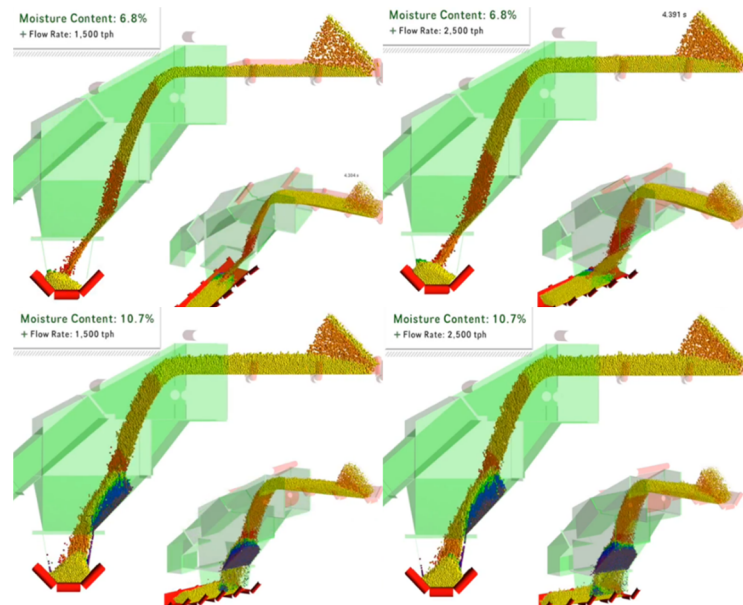 Moisture Content: 6.8%
+ Flow Rate: 1,500 tph
Moisture Content: 6.8%
+ Flow Rate: 2,500 tph
4.391 s
Moisture Content: 10.7%
+ Flow Rate: 1,500 tph
Moisture Content: 10.7%
+ Flow Rate: 2,500 tph